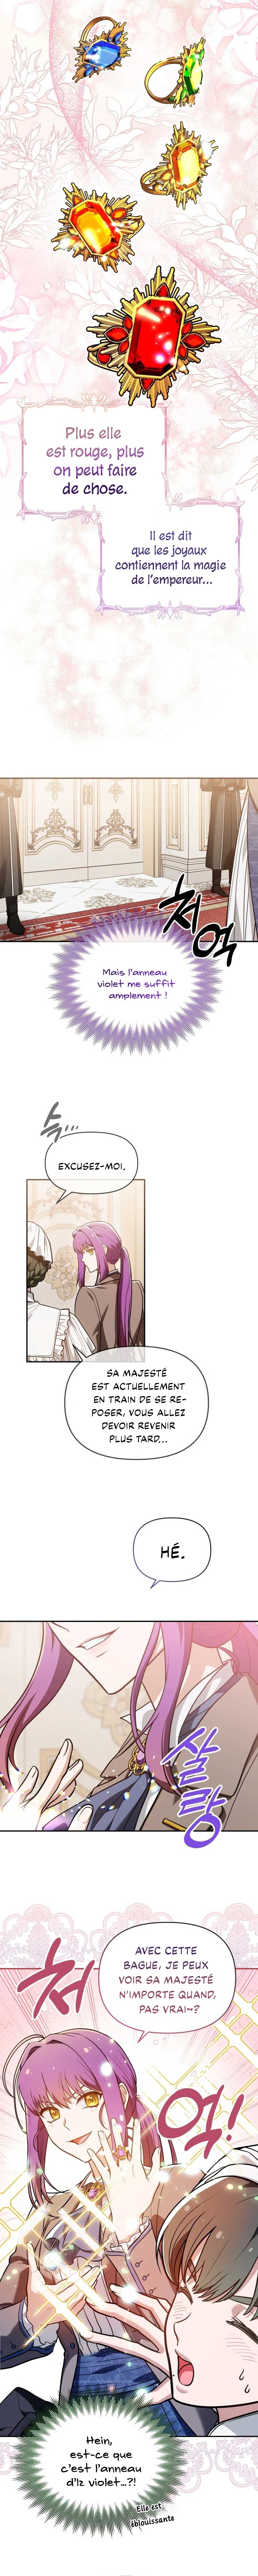 Plus elle
est rouge, plus
on peut faire
de chose.
Il est dit
que les joyaux
contiennent la magie
de l'empereur...
처억
Mais l'anneau
violet me suffit
amplement !
슥...
EXCUSEZ-MOI.
SA MAJESTÉ
EST ACTUELLEMENT
EN TRAIN DE SE RE-
POSER, VOUS ALLEZ
DEVOIR REVENIR
PLUS TARD...
HÉ.
살랑
AVEC CETTE
BAGUE, JE PEUX
VOIR SA MAJESTÉ
N'IMPORTE QUAND,
PAS VRAI~?
처억!
Hein,
est-ce que
c'est l'anneau
d'Iz violet...?!
Elle est
éblouissante